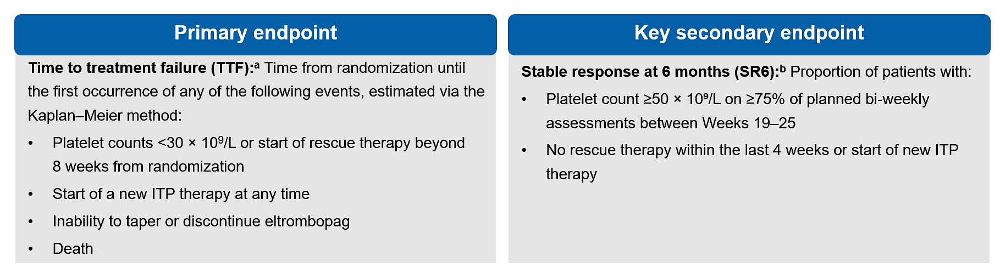 Primary endpoint
Time to treatment failure (TTF):ᵃ Time from randomization until
the first occurrence of any of the following events, estimated via the
Kaplan–Meier method:
• Platelet counts <30 × 10⁹/L or start of rescue therapy beyond
8 weeks from randomization
• Start of a new ITP therapy at any time
• Inability to taper or discontinue eltrombopag
• Death
Key secondary endpoint
Stable response at 6 months (SR6):ᵇ Proportion of patients with:
• Platelet count ≥50 × 10⁹/L on ≥75% of planned bi-weekly
assessments between Weeks 19–25
• No rescue therapy within the last 4 weeks or start of new ITP
therapy